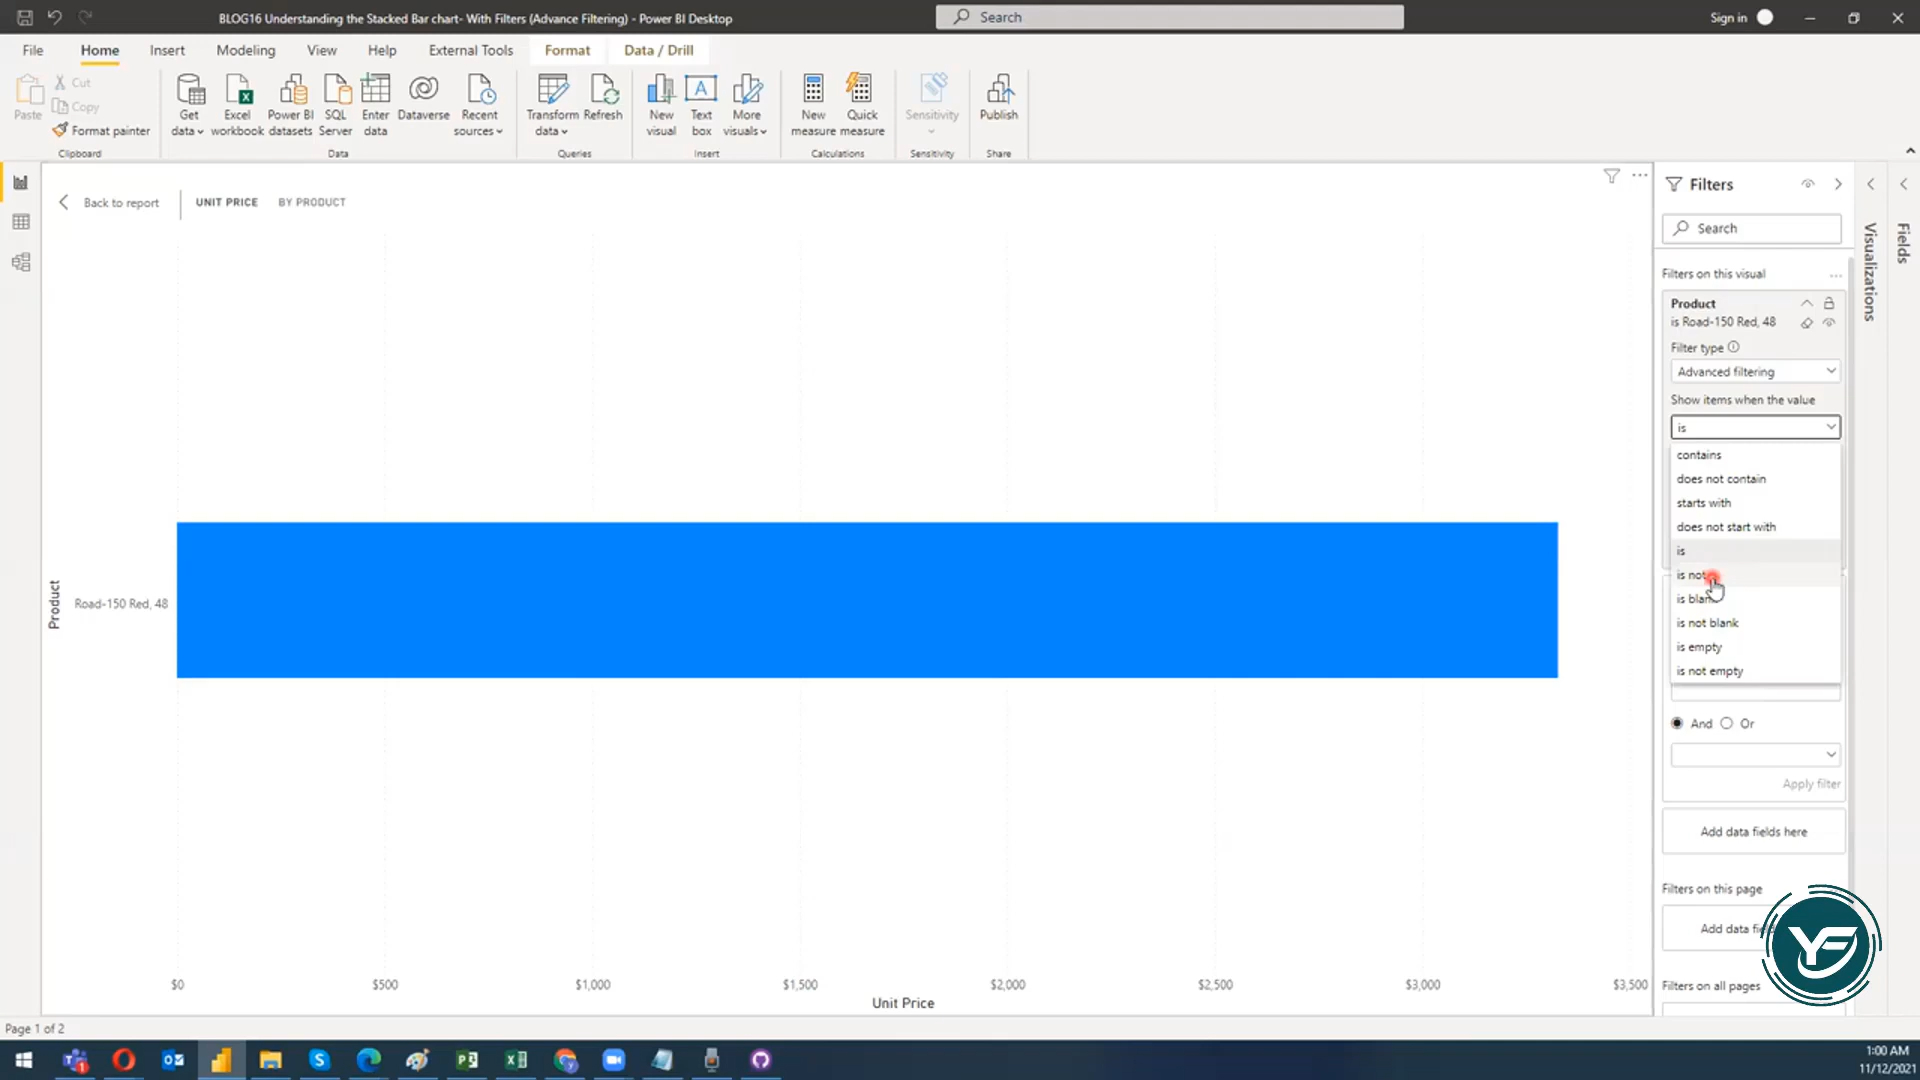 BLOG16 Understanding the Stacked Bar chart- With Filters (Advance Filtering) - Power BI Desktop
Search
Sign in
File
Home
Insert
Modeling
View
Help
External Tools
Format
Data / Drill
Paste
Cut
Copy
Format painter
Clipboard
Get data
Excel workbook
Power BI datasets
SQL Server
Enter data
Dataverse
Recent sources
Data
Transform data
Refresh
Queries
New visual
A
Text box
More visuals
Insert
New measure
Quick measure
Calculations
Sensitivity
Sensitivity
Publish
Share
Back to report
UNIT PRICE
BY PRODUCT
Product
Road-150 Red, 48
$0
$500
$1,000
$1,500
$2,000
$2,500
$3,000
$3,500
Unit Price
Filters
Search
Filters on this visual
Product
is Road-150 Red, 48
Filter type
Advanced filtering
Show items when the value
is
contains
does not contain
starts with
does not start with
is
is not
is blank
is not blank
is empty
is not empty
And
Or
Apply filter
Add data fields here
Filters on this page
Add data
Filters on all pages
Visualizations
Fields
YF
Page 1 of 2
1:00 AM
11/12/2021